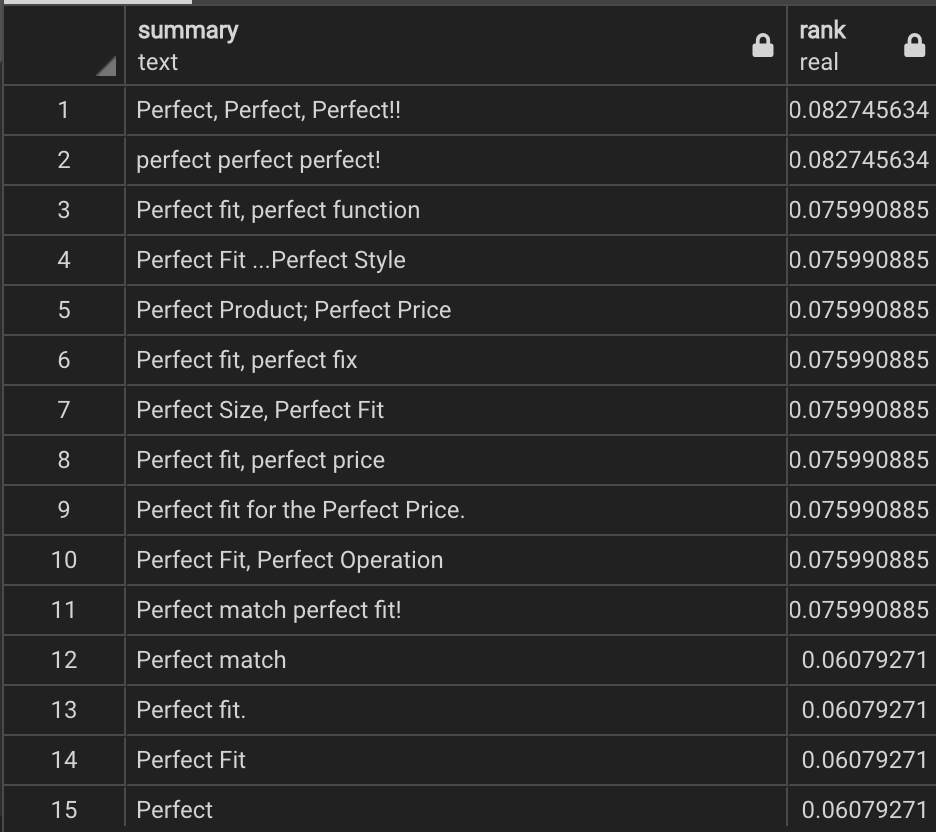 summary rank
text real
1 Perfect, Perfect, Perfect!! 0.082745634
2 perfect perfect perfect! 0.082745634
3 Perfect fit, perfect function 0.075990885
4 Perfect Fit ...Perfect Style 0.075990885
5 Perfect Product; Perfect Price 0.075990885
6 Perfect fit, perfect fix 0.075990885
7 Perfect Size, Perfect Fit 0.075990885
8 Perfect fit, perfect price 0.075990885
9 Perfect fit for the Perfect Price. 0.075990885
10 Perfect Fit, Perfect Operation 0.075990885
11 Perfect match perfect fit! 0.075990885
12 Perfect match 0.06079271
13 Perfect fit. 0.06079271
14 Perfect Fit 0.06079271
15 Perfect 0.06079271